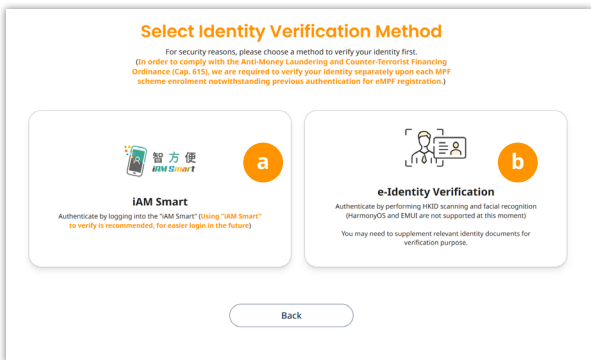 Select Identity Verification Method
For security reasons, please choose a method to verify your identity first.
(In order to comply with the Anti-Money Laundering and Counter-Terrorist Financing
Ordinance (Cap. 615), we are required to verify your identity separately upon each MPF
scheme enrolment notwithstanding previous authentication for eMPF registration.)
智方便
iAM Smart
a
iAM Smart
Authenticate by logging into the "iAM Smart" (Using "iAM Smart"
to verify is recommended, for easier login in the future)
b
e-Identity Verification
Authenticate by performing HKID scanning and facial recognition
(HarmonyOS and EMUI are not supported at this moment)
You may need to supplement relevant identity documents for
verification purpose.
Back